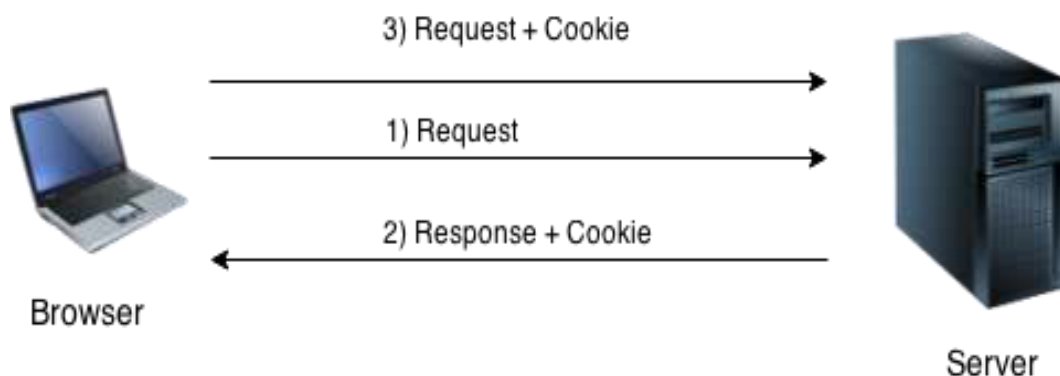 3) Request + Cookie
1) Request
2) Response + Cookie
Browser
Server